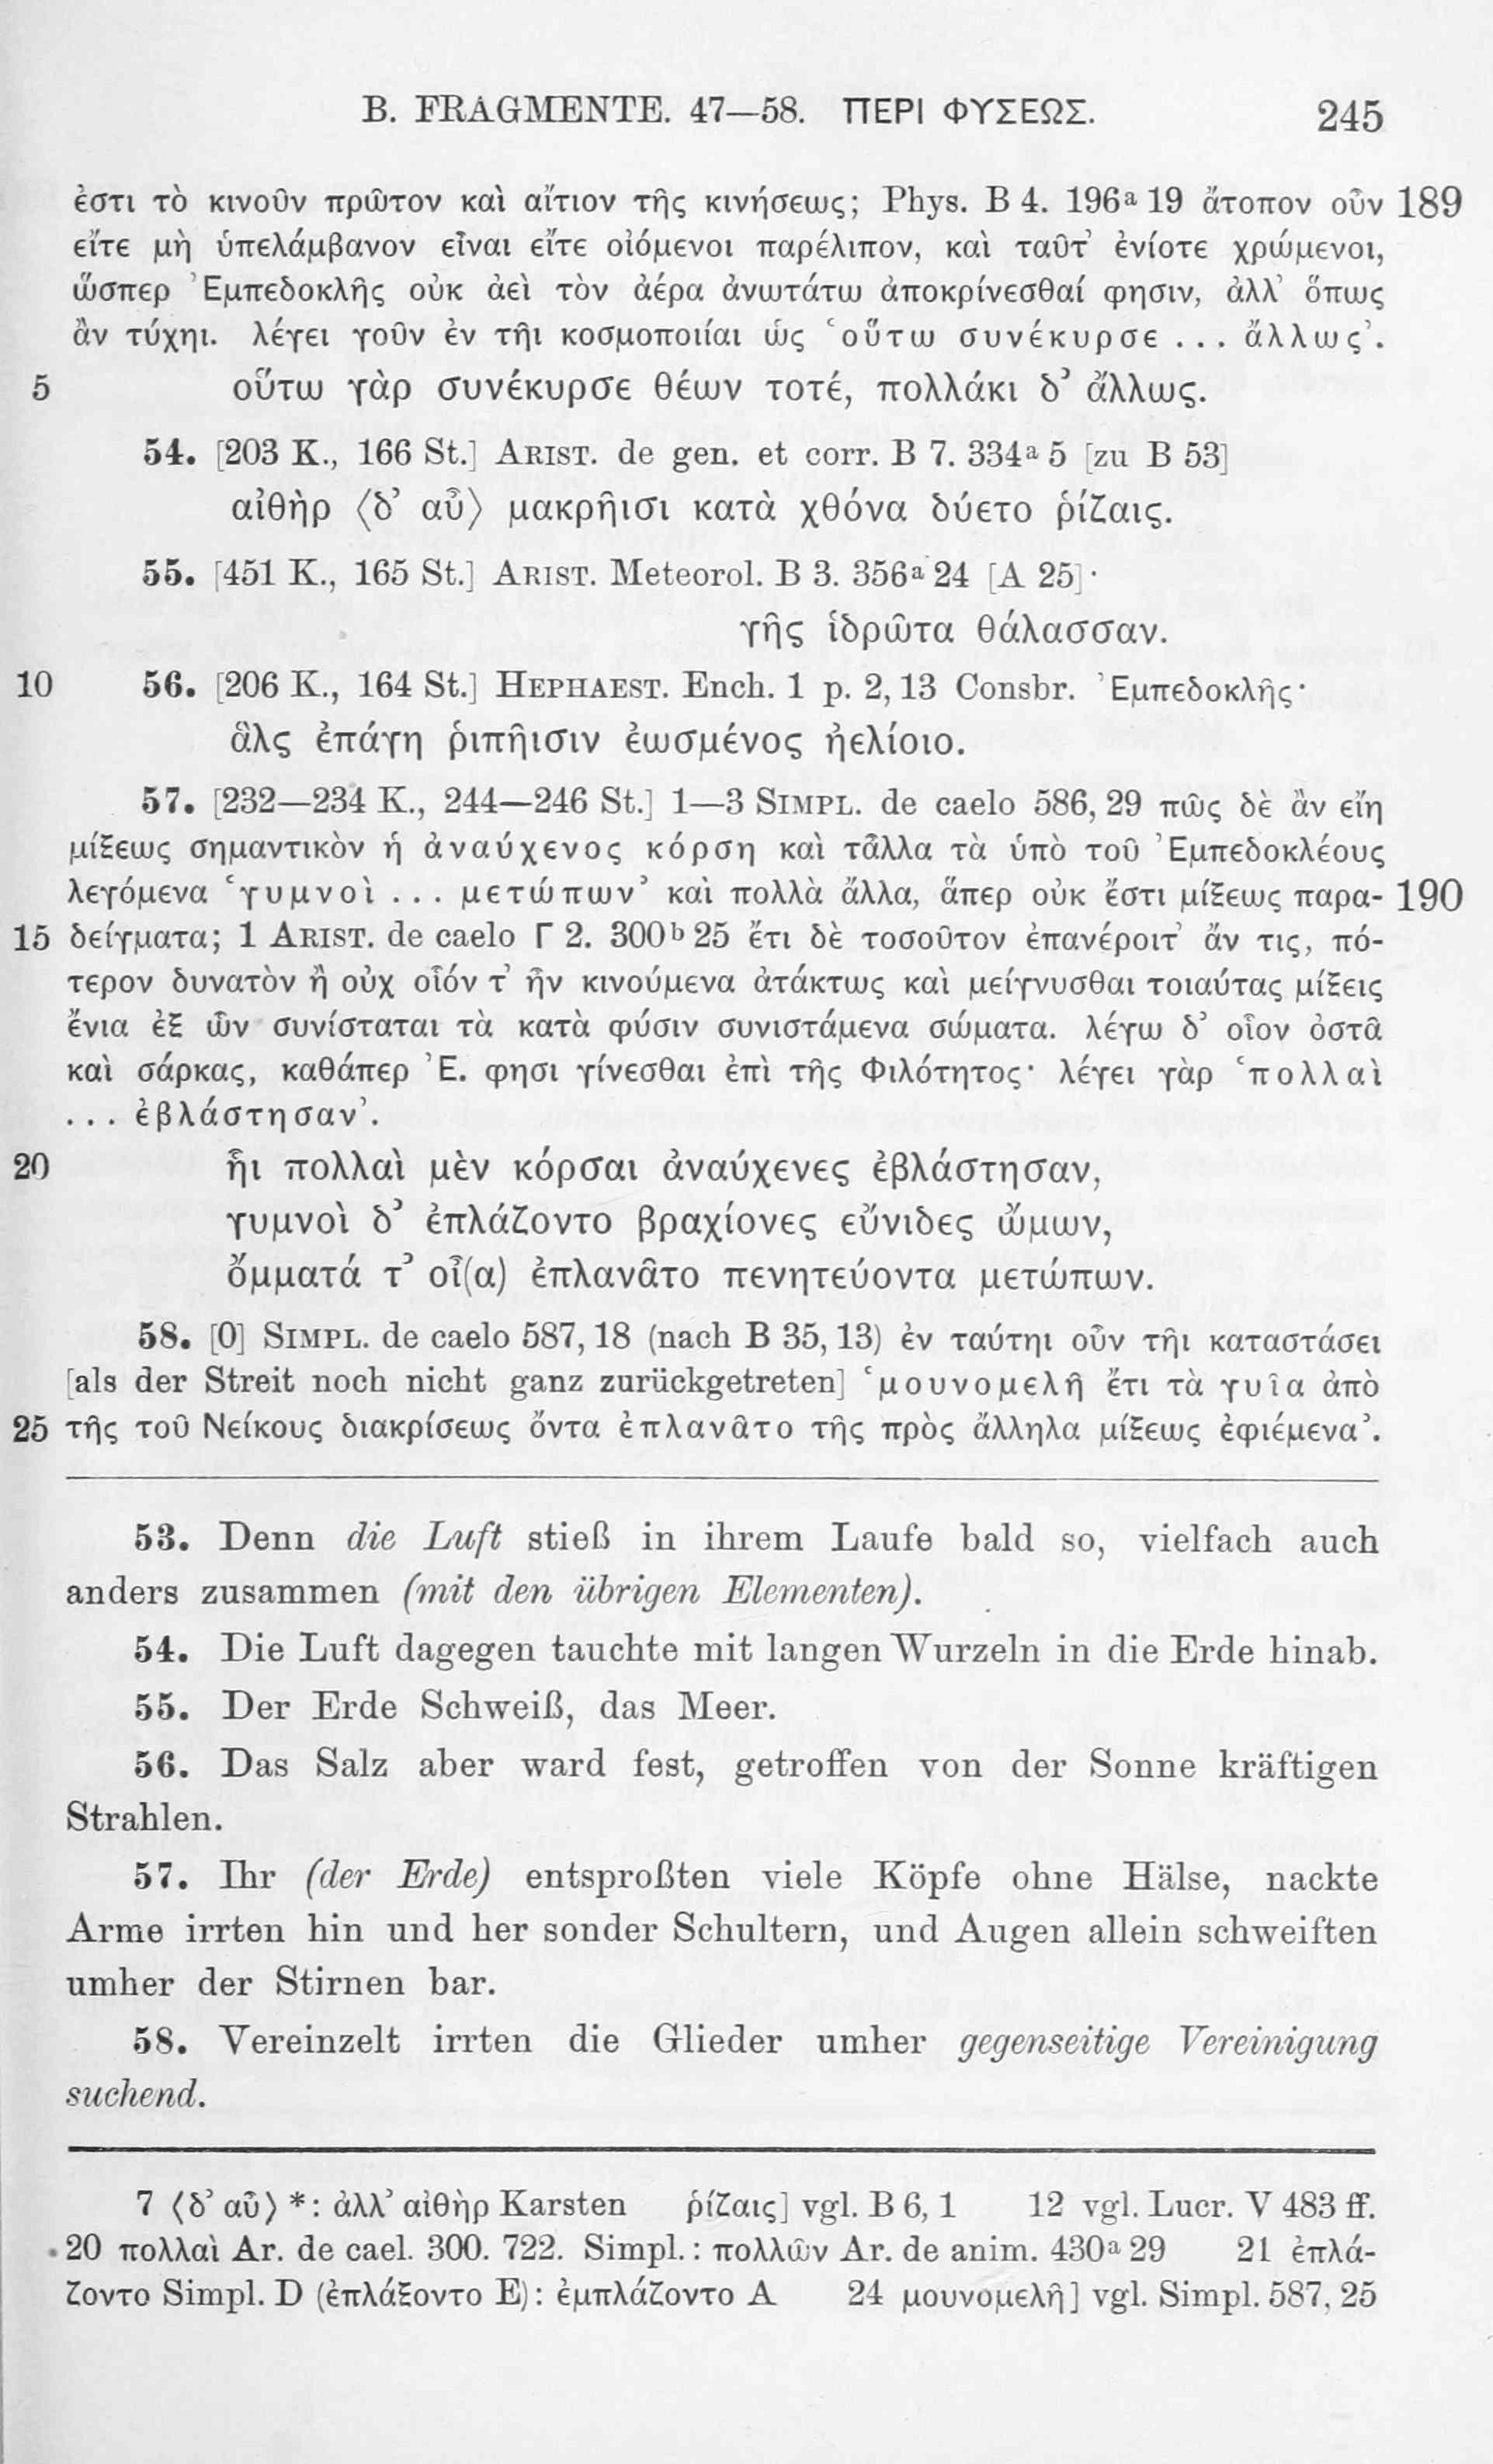 B. FRAGMENTE. 47—58. ΠΕΡΙ ΦΥΣΕΩΣ. 245
ἐστι τὸ κινοῦν πρῶτον καὶ αἴτιον τῆς κινήσεως; Phys. B 4. 196ᵃ 19 ἄτοπον οὖν 189
εἴτε μὴ ὑπελάμβανον εἶναι εἴτε οἰόμενοι παρέλιπον, καὶ ταῦτ᾽ ἐνίοτε χρώμενοι,
ὥσπερ Ἐμπεδοκλῆς οὐκ ἀεὶ τὸν ἀέρα ἀνωτάτω ἀποκρίνεσθαί φησιν, ἀλλ᾽ ὅπως
ἂν τύχηι. λέγει γοῦν ἐν τῆι κοσμοποιίαι ὡς ‘οὕτω συνέκυρσε ... ἄλλως’.
5 οὕτω γὰρ συνέκυρσε θέων τοτέ, πολλάκι δ᾽ ἄλλως.
54. [203 K., 166 St.] ARIST. de gen. et corr. B 7. 334ᵃ 5 [zu B 53]
αἰθὴρ ⟨δ᾽ αὖ⟩ μακρῆισι κατὰ χθόνα δύετο ῥίζαις.
55. [451 K., 165 St.] ARIST. Meteorol. B 3. 356ᵃ 24 [A 25]·
γῆς ἱδρῶτα θάλασσαν.
10 56. [206 K., 164 St.] HEPHAEST. Ench. 1 p. 2,13 Consbr. Ἐμπεδοκλῆς·
ἃλς ἐπάγη ῥιπῆισιν ἐωσμένος ἠελίοιο.
57. [232—234 K., 244—246 St.] 1—3 SIMPL. de caelo 586, 29 πῶς δὲ ἂν εἴη
μίξεως σημαντικὸν ἡ ἀναύχενος κόρση καὶ τἆλλα τὰ ὑπὸ τοῦ Ἐμπεδοκλέους
λεγόμενα ‘γυμνοὶ ... μετώπων’ καὶ πολλὰ ἄλλα, ἅπερ οὐκ ἔστι μίξεως παρα- 190
15 δείγματα; 1 ARIST. de caelo Γ 2. 300ᵇ 25 ἔτι δὲ τοσοῦτον ἐπανέροιτ᾽ ἄν τις, πό-
τερον δυνατὸν ἢ οὐχ οἷόν τ᾽ ἦν κινούμενα ἀτάκτως καὶ μείγνυσθαι τοιαύτας μίξεις
ἔνια ἐξ ὧν συνίσταται τὰ κατὰ φύσιν συνιστάμενα σώματα. λέγω δ᾽ οἷον ὀστᾶ
καὶ σάρκας, καθάπερ Ἐ. φησι γίνεσθαι ἐπὶ τῆς Φιλότητος· λέγει γὰρ ‘πολλαὶ
... ἐβλάστησαν’.
20 ἧι πολλαὶ μὲν κόρσαι ἀναύχενες ἐβλάστησαν,
γυμνοὶ δ᾽ ἐπλάζοντο βραχίονες εὔνιδες ὤμων,
ὄμματά τ᾽ οἶ(α) ἐπλανᾶτο πενητεύοντα μετώπων.
58. [0] SIMPL. de caelo 587, 18 (nach B 35, 13) ἐν ταύτηι οὖν τῆι καταστάσει
[als der Streit noch nicht ganz zurückgetreten] ‘μουνομελῆ ἔτι τὰ γυῖα ἀπὸ
25 τῆς τοῦ Νείκους διακρίσεως ὄντα ἐπλανᾶτο τῆς πρὸς ἄλληλα μίξεως ἐφιέμενα’.
53. Denn die Luft stieß in ihrem Laufe bald so, vielfach auch
anders zusammen (mit den übrigen Elementen).
54. Die Luft dagegen tauchte mit langen Wurzeln in die Erde hinab.
55. Der Erde Schweiß, das Meer.
56. Das Salz aber ward fest, getroffen von der Sonne kräftigen
Strahlen.
57. Ihr (der Erde) entsproßten viele Köpfe ohne Hälse, nackte
Arme irrten hin und her sonder Schultern, und Augen allein schweiften
umher der Stirnen bar.
58. Vereinzelt irrten die Glieder umher gegenseitige Vereinigung
suchend.
7 ⟨δ᾽ αὖ⟩ *: ἀλλ᾽ αἰθὴρ Karsten ῥίζαις] vgl. B 6, 1 12 vgl. Lucr. V 483 ff.
20 πολλαὶ Ar. de cael. 300. 722. Simpl.: πολλῶν Ar. de anim. 430ᵃ 29 21 ἐπλά-
ζοντο Simpl. D (ἐπλάξοντο E): ἐμπλάζοντο A 24 μουνομελῆ] vgl. Simpl. 587, 25